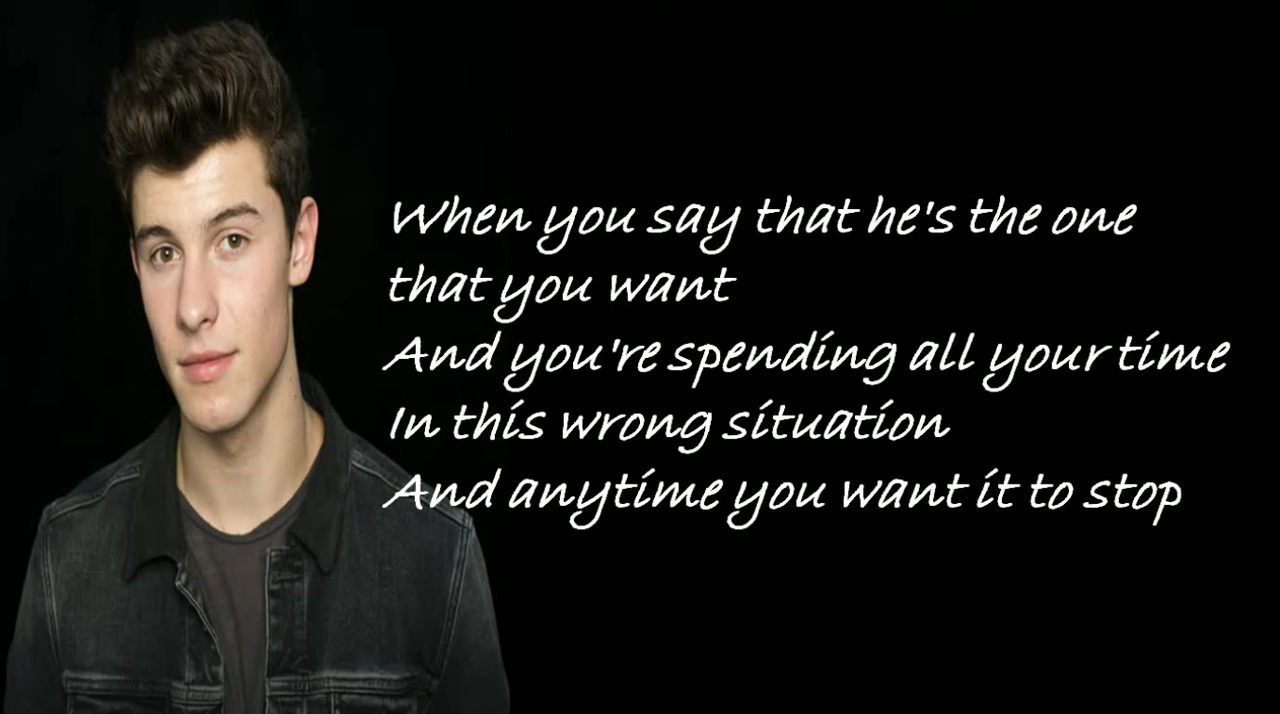 When you say that he's the one
that you want
And you're spending all your time
In this wrong situation
And anytime you want it to stop